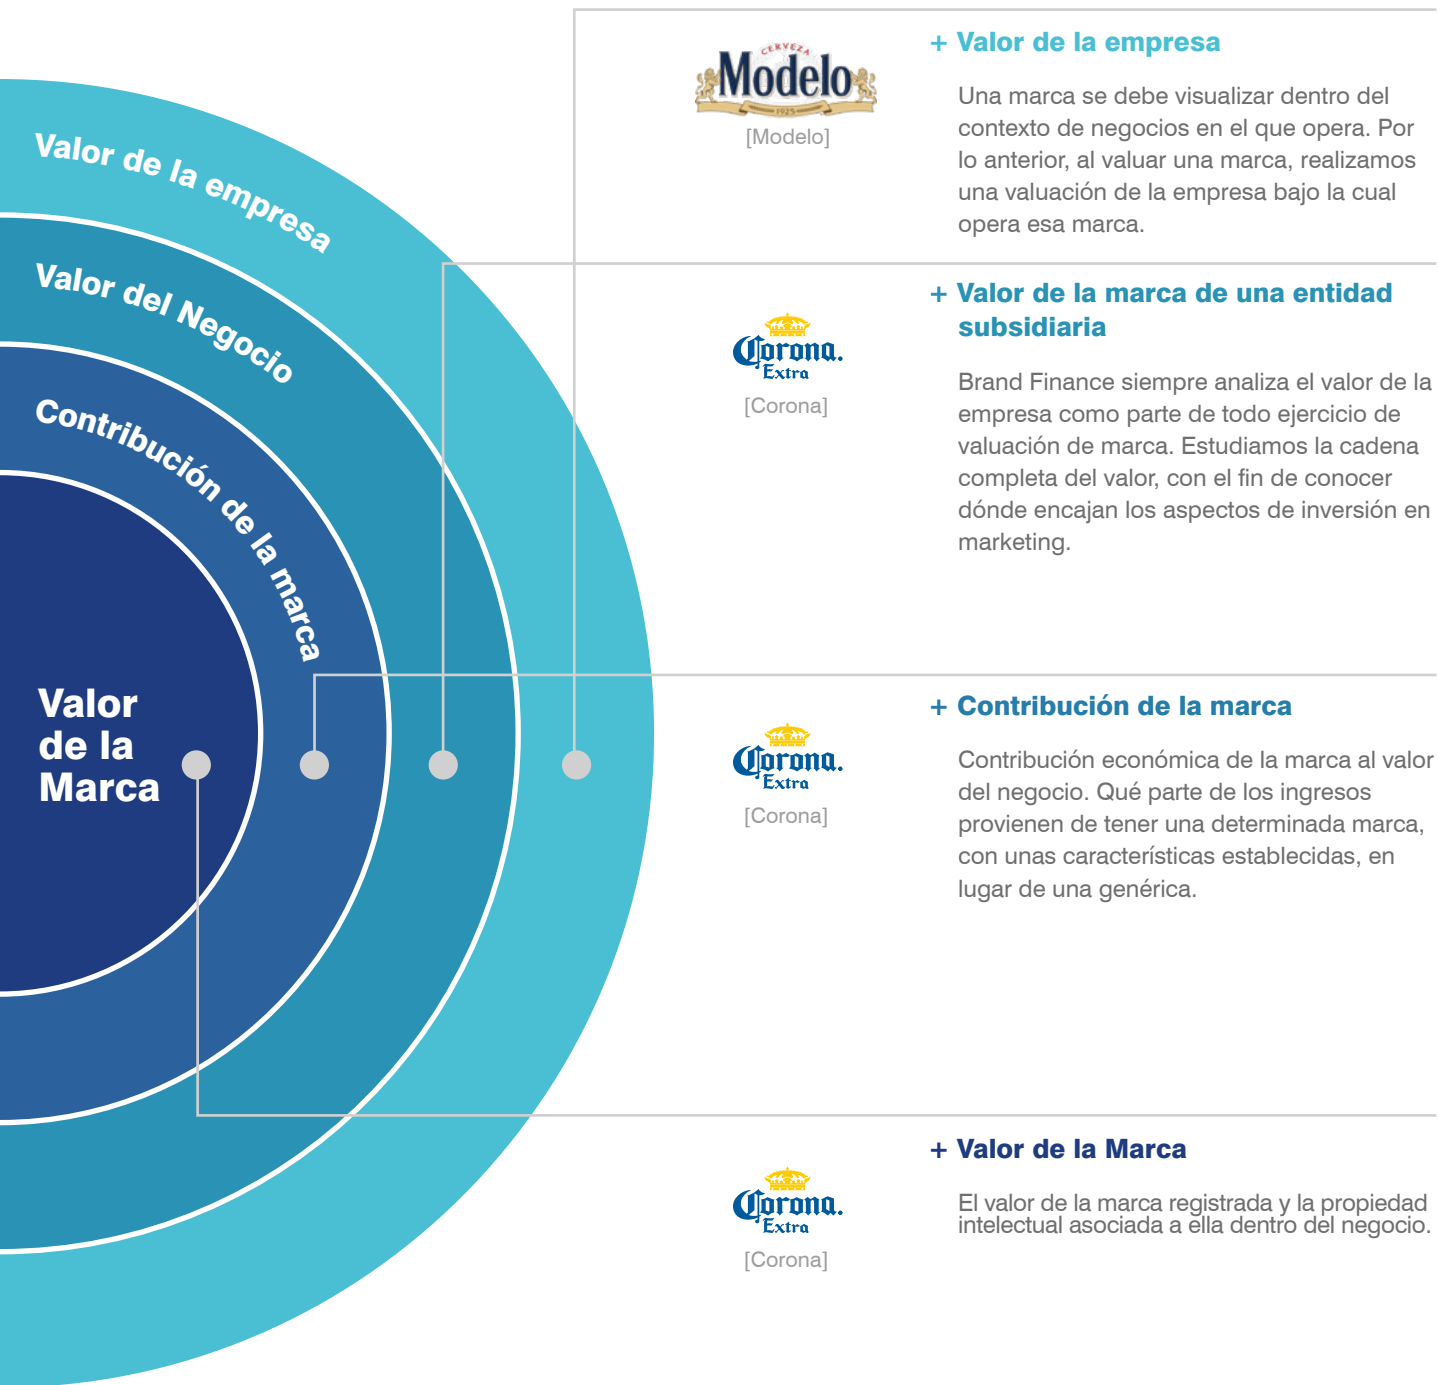 Valor de la empresa
Valor del Negocio
Contribución de la marca
Valor
de la
Marca
CERVEZA
Modelo
1925
[Modelo]
+ Valor de la empresa
Una marca se debe visualizar dentro del
contexto de negocios en el que opera. Por
lo anterior, al valuar una marca, realizamos
una valuación de la empresa bajo la cual
opera esa marca.
Corona.
Extra
[Corona]
+ Valor de la marca de una entidad
subsidiaria
Brand Finance siempre analiza el valor de la
empresa como parte de todo ejercicio de
valuación de marca. Estudiamos la cadena
completa del valor, con el fin de conocer
dónde encajan los aspectos de inversión en
marketing.
Corona.
Extra
[Corona]
+ Contribución de la marca
Contribución económica de la marca al valor
del negocio. Qué parte de los ingresos
provienen de tener una determinada marca,
con unas características establecidas, en
lugar de una genérica.
Corona.
Extra
[Corona]
+ Valor de la Marca
El valor de la marca registrada y la propiedad
intelectual asociada a ella dentro del negocio.